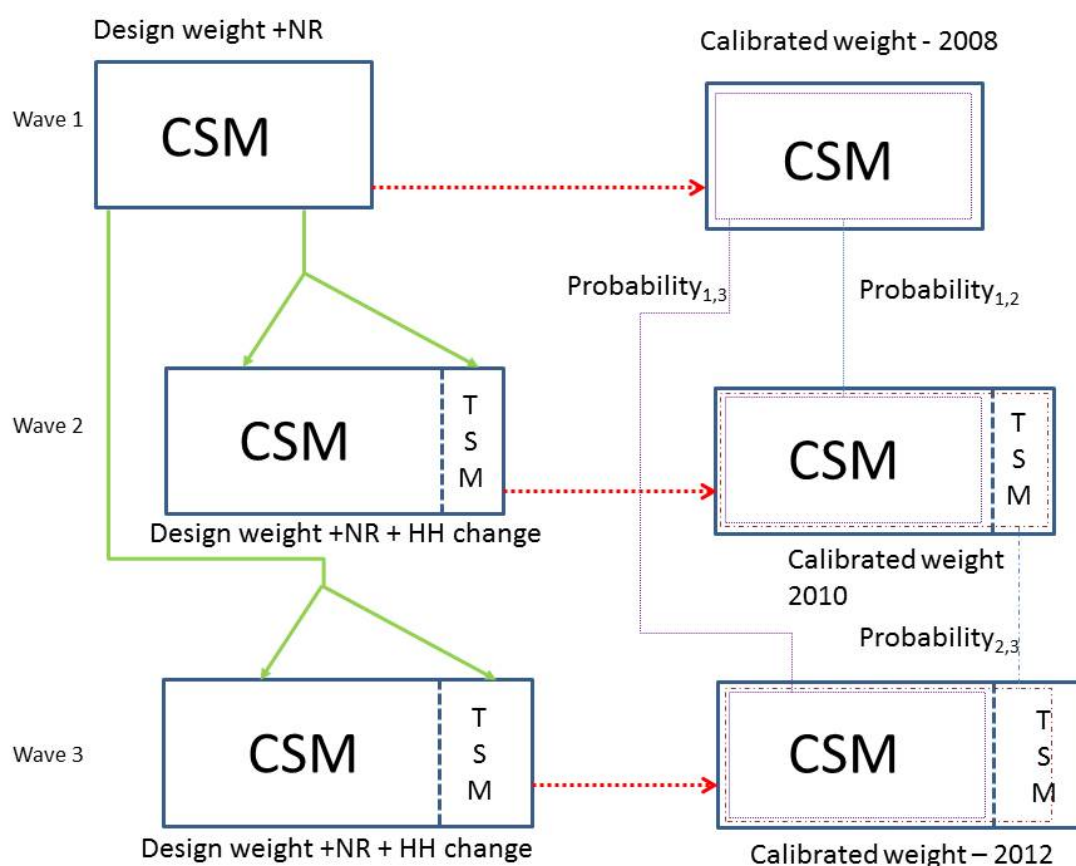 Design weight +NR
Calibrated weight - 2008
Wave 1
CSM
CSM
Probability1,3
Probability1,2
Wave 2
CSM
T
S
M
CSM
T
S
M
Design weight +NR + HH change
Calibrated weight
2010
Probability2,3
Wave 3
CSM
T
S
M
CSM
T
S
M
Design weight +NR + HH change
Calibrated weight – 2012